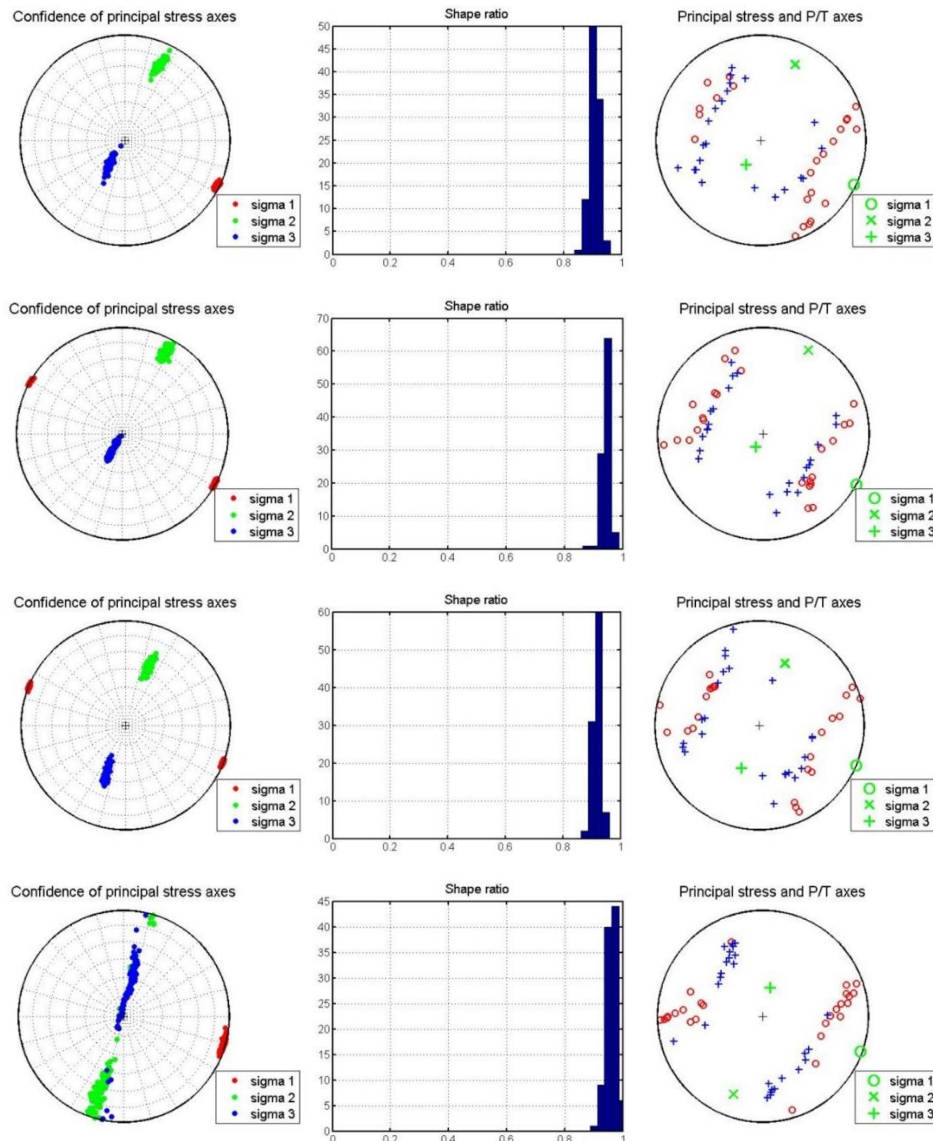 Confidence of principal stress axes
sigma 1
sigma 2
sigma 3
Shape ratio
50
45
40
35
30
25
20
15
10
5
0
0 0.2 0.4 0.6 0.8 1
Principal stress and P/T axes
sigma 1
sigma 2
sigma 3
Confidence of principal stress axes
sigma 1
sigma 2
sigma 3
Shape ratio
70
60
50
40
30
20
10
0
0 0.2 0.4 0.6 0.8 1
Principal stress and P/T axes
sigma 1
sigma 2
sigma 3
Confidence of principal stress axes
sigma 1
sigma 2
sigma 3
Shape ratio
60
50
40
30
20
10
0
0 0.2 0.4 0.6 0.8 1
Principal stress and P/T axes
sigma 1
sigma 2
sigma 3
Confidence of principal stress axes
sigma 1
sigma 2
sigma 3
Shape ratio
45
40
35
30
25
20
15
10
5
0
0 0.2 0.4 0.6 0.8 1
Principal stress and P/T axes
sigma 1
sigma 2
sigma 3